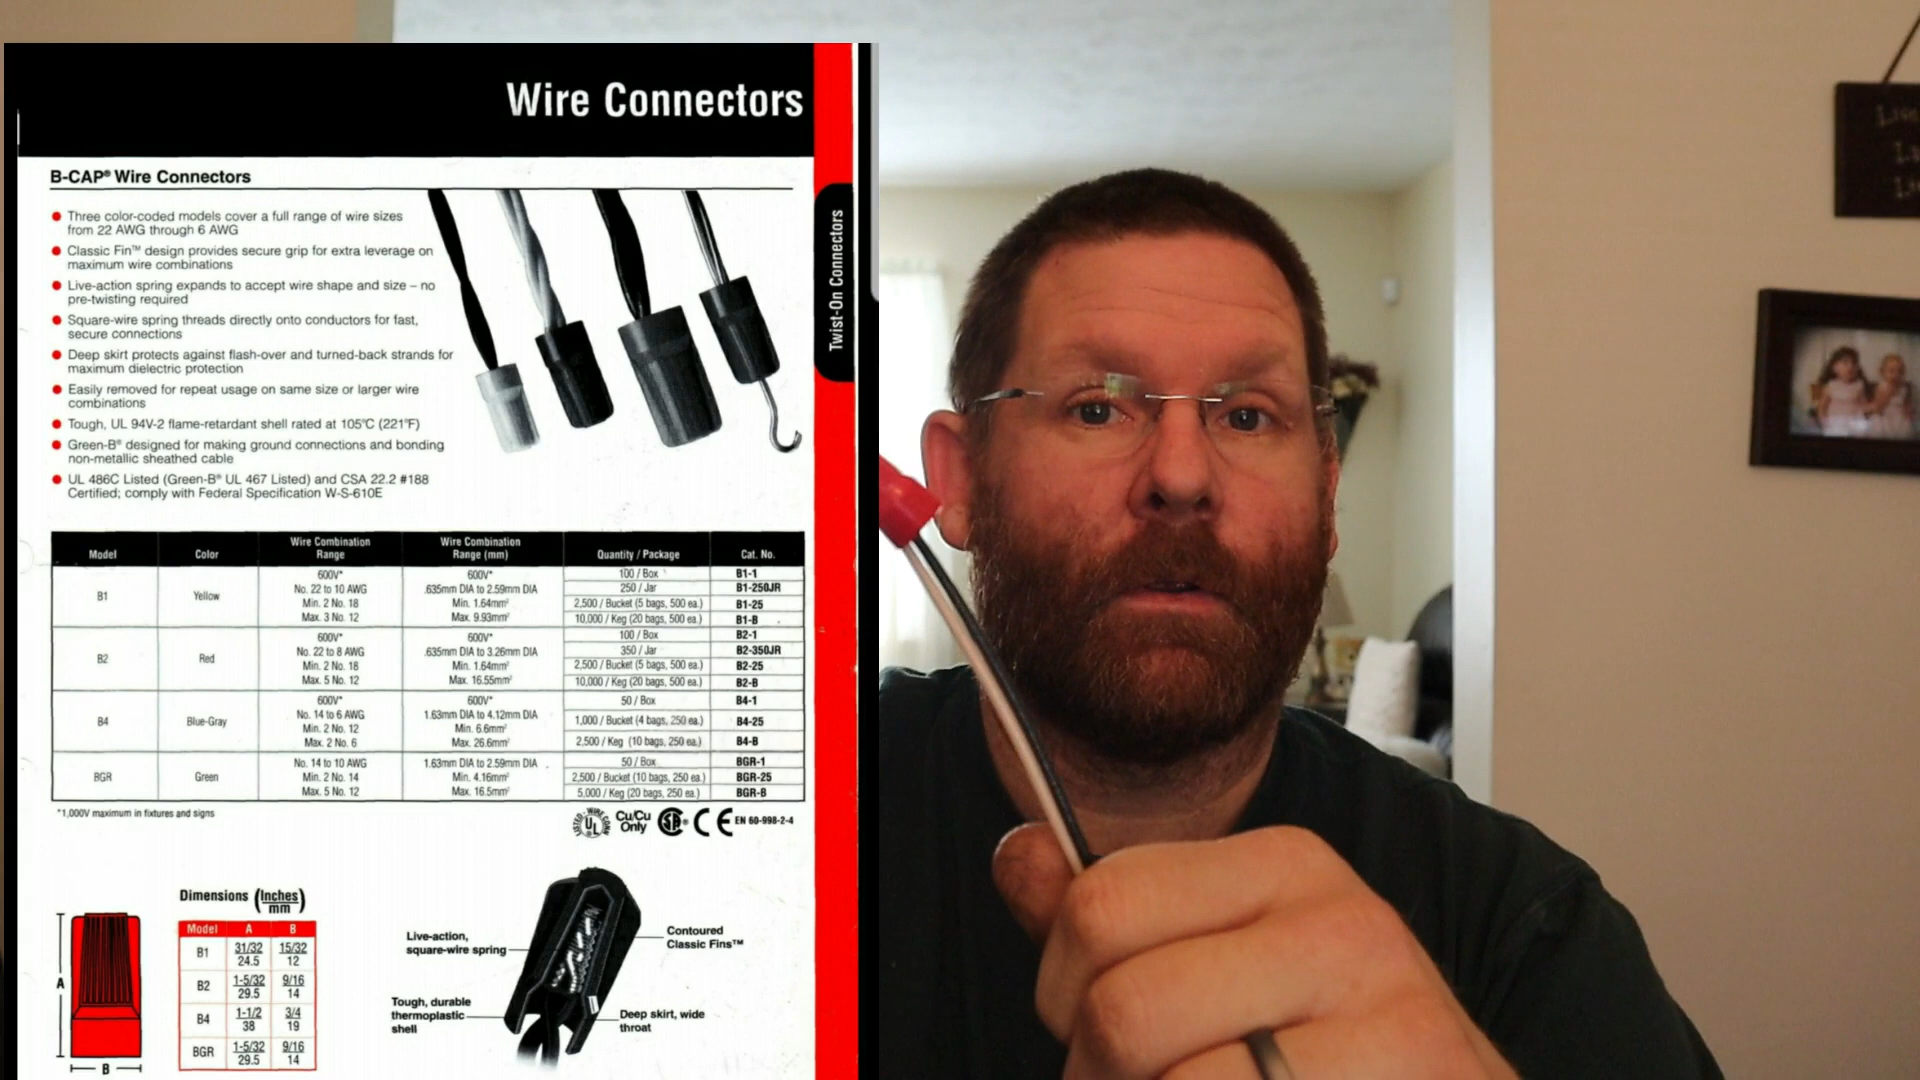 Wire Connectors
B-CAP® Wire Connectors
Three color-coded models cover a full range of wire sizes
from 22 AWG through 6 AWG
Classic Fin™ design provides secure grip for extra leverage on
maximum wire combinations
Live-action spring expands to accept wire shape and size – no
pre-twisting required
Square-wire spring threads directly onto conductors for fast,
secure connections
Deep skirt protects against flash-over and turned-back strands for
maximum dielectric protection
Easily removed for repeat usage on same size or larger wire
combinations
Tough, UL 94V-2 flame-retardant shell rated at 105°C (221°F)
Green-B® designed for making ground connections and bonding
non-metallic sheathed cable
UL 486C Listed (Green-B® UL 467 Listed) and CSA 22.2 #188
Certified; comply with Federal Specification W-S-610E
Twist-On Connectors
Model Color Wire Combination Range Wire Combination Range (mm) Quantity / Package Cat. No.
B1 Yellow
600V* 600V* 100 / Box B1-1
No. 22 to 10 AWG .635mm DIA to 2.59mm DIA 250 / Jar B1-250JR
Min. 2 No. 18 Min. 1.64mm² 2,500 / Bucket (5 bags, 500 ea.) B1-25
Max. 3 No. 12 Max. 9.93mm² 10,000 / Keg (20 bags, 500 ea.) B1-B
B2 Red
600V* 600V* 100 / Box B2-1
No. 22 to 8 AWG .635mm DIA to 3.26mm DIA 350 / Jar B2-350JR
Min. 2 No. 18 Min. 1.64mm² 2,500 / Bucket (5 bags, 500 ea.) B2-25
Max. 5 No. 12 Max. 16.55mm² 10,000 / Keg (20 bags, 500 ea.) B2-B
B4 Blue-Gray
600V* 600V* 50 / Box B4-1
No. 14 to 6 AWG 1.63mm DIA to 4.12mm DIA 1,000 / Bucket (4 bags, 250 ea.) B4-25
Min. 2 No. 12 Min. 6.6mm²
Max. 2 No. 6 Max. 26.6mm² 2,500 / Keg (10 bags, 250 ea.) B4-B
BGR Green
No. 14 to 10 AWG 1.63mm DIA to 2.59mm DIA 50 / Box BGR-1
Min. 2 No. 14 Min. 4.16mm² 2,500 / Bucket (10 bags, 250 ea.) BGR-25
Max. 5 No. 12 Max. 16.5mm² 5,000 / Keg (20 bags, 250 ea.) BGR-B
*1,000V maximum in fixtures and signs
UL Cu/Cu Only CE EN 60-998-2-4
Dimensions (Inches/mm)
Model A B
B1 31/32 15/32
24.5 12
B2 1-5/32 9/16
29.5 14
B4 1-1/2 3/4
38 19
BGR 1-5/32 9/16
29.5 14
A
B
Live-action,
square-wire spring
Contoured
Classic Fins™
Tough, durable
thermoplastic
shell
Deep skirt, wide
throat